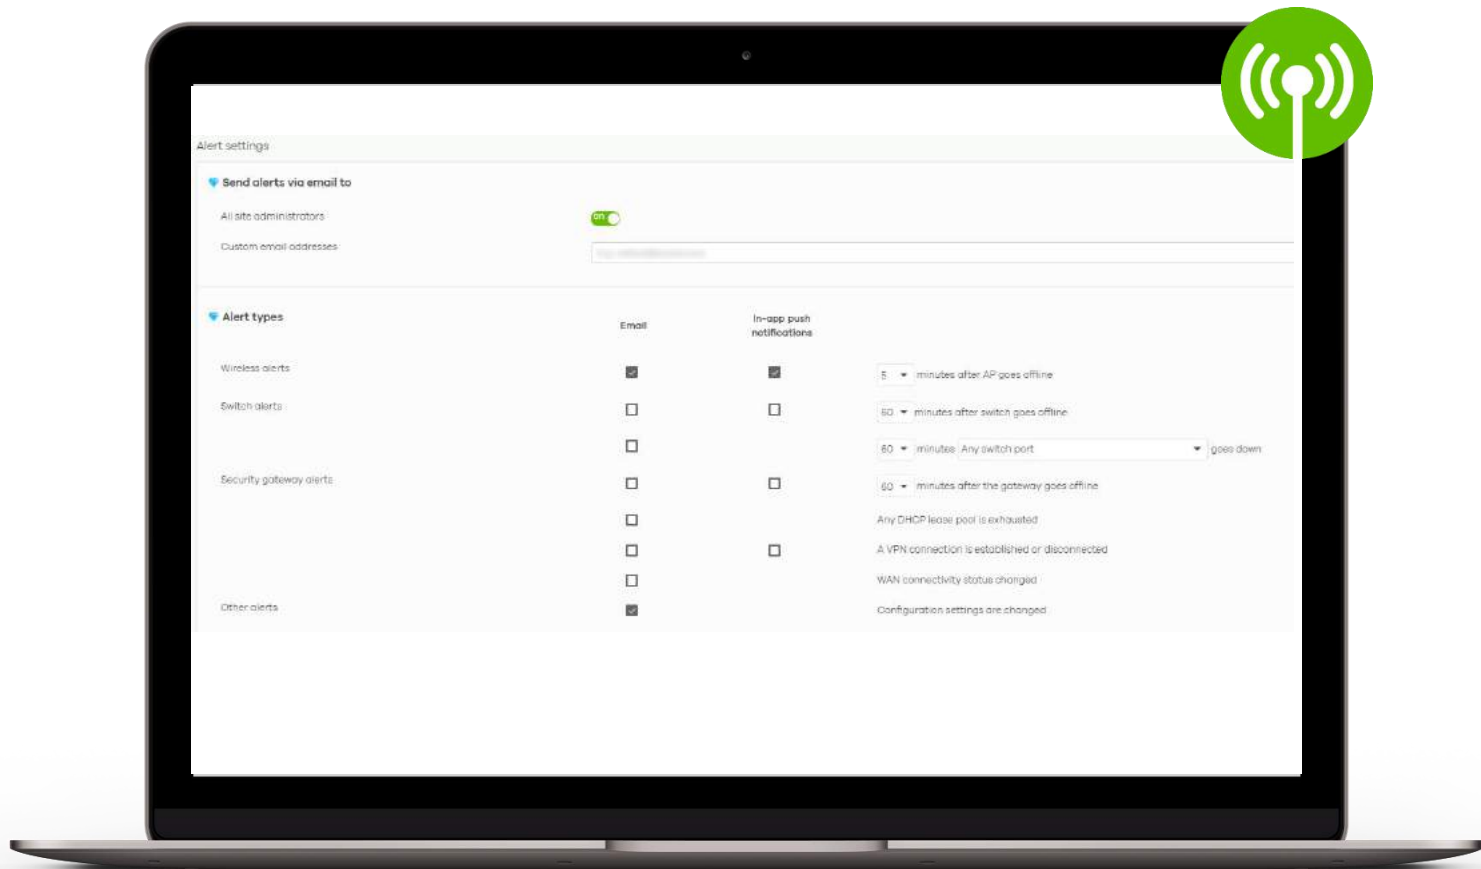 Alert settings
Send alerts via email to
All site administrators
on
Custom email addresses
Alert types
Email
In-app push
notifications
Wireless alerts
5 minutes after AP goes offline
Switch alerts
60 minutes after switch goes offline
60 minutes Any switch port goes down
Security gateway alerts
60 minutes after the gateway goes offline
Any DHCP lease pool is exhausted
A VPN connection is established or disconnected
WAN connectivity status changed
Other alerts
Configuration settings are changed